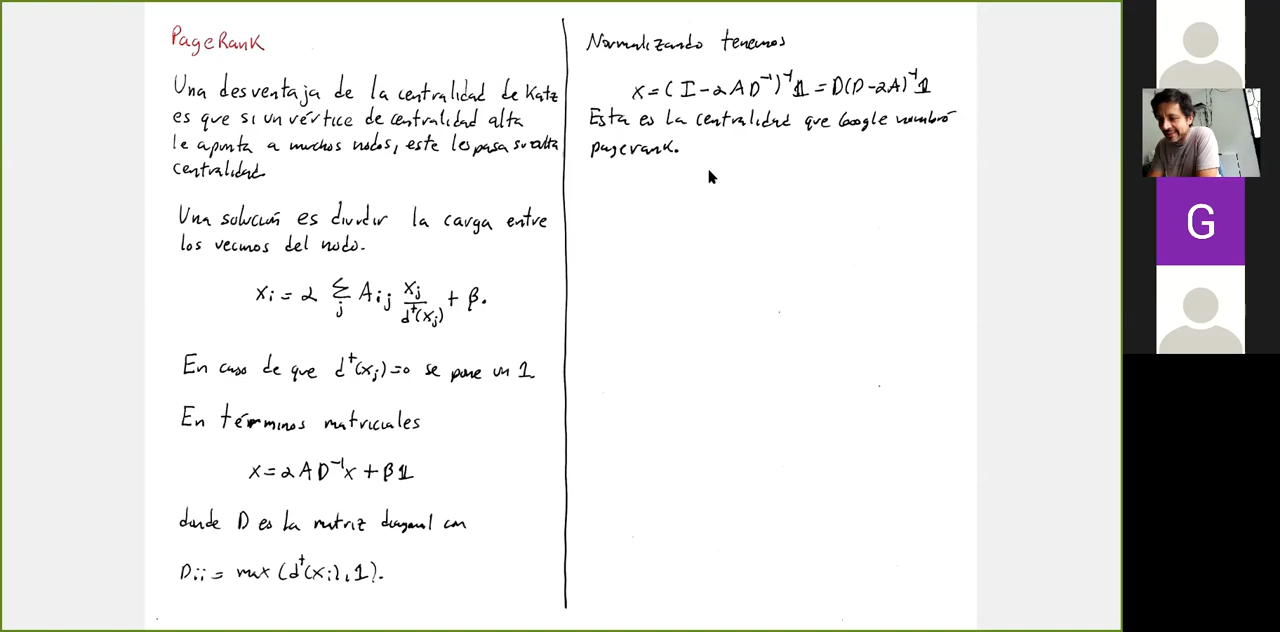 PageRank
Una desventaja de la centralidad de Katz
es que si un vértice de centralidad alta
le apunta a muchos nodos, este les pasa su alta
centralidad.
Una solución es dividir la carga entre
los vecinos del nodo.
xi = α Σj Aij xj/d⁺(xj) + β.
En caso de que d⁺(xj)=0 se pone un 1
En términos matriciales
x = αAD⁻¹x + β𝟙
donde D es la matriz diagonal con
Dii = max(d⁺(xi), 1).
Normalizando tenemos
x = (I - αAD⁻¹)⁻¹𝟙 = D(D - αA)⁻¹𝟙
Esta es la centralidad que Google nombró
pagerank.
G